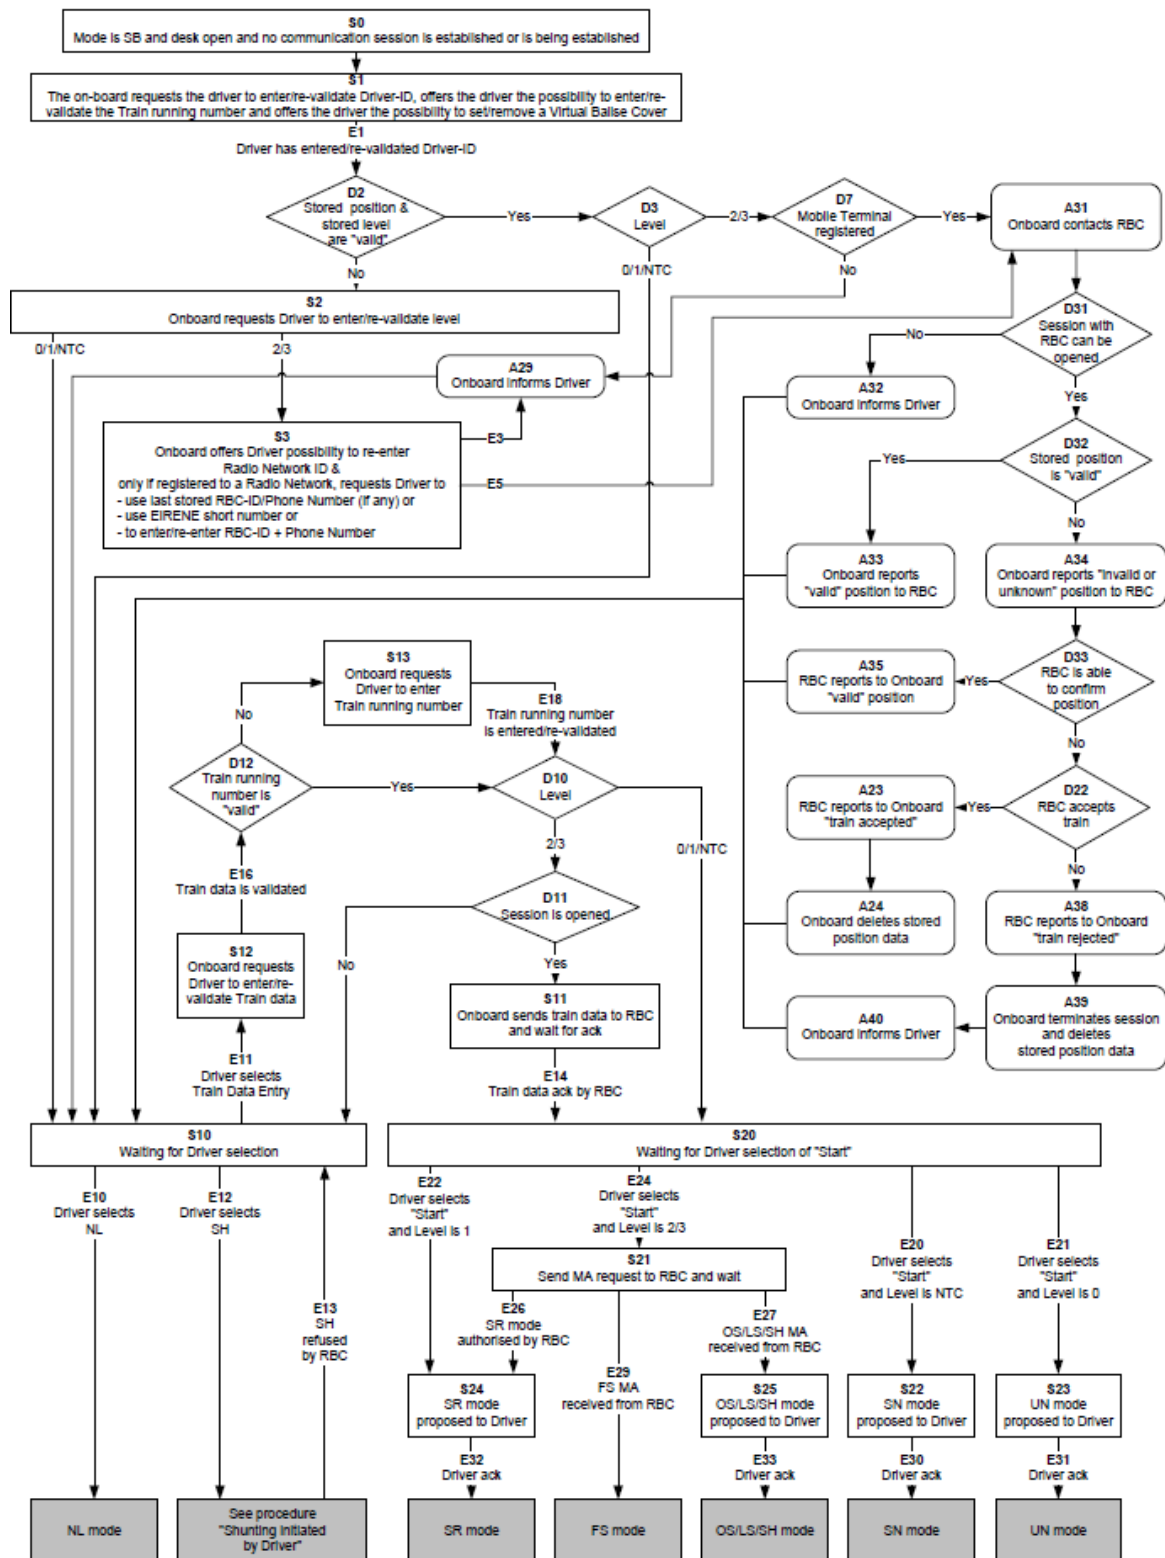 S0
Mode is SB and desk open and no communication session is established or is being established
S1
The on-board requests the driver to enter/re-validate Driver-ID, offers the driver the possibility to enter/re-
validate the Train running number and offers the driver the possibility to set/remove a Virtual Balise Cover
E1
Driver has entered/re-validated Driver-ID
D2
Stored position &
stored level
are "valid"
Yes
D3
Level
2/3
D7
Mobile Terminal
registered
Yes
A31
Onboard contacts RBC
No
0/1/NTC
No
S2
Onboard requests Driver to enter/re-validate level
D31
Session with
RBC can be
opened
No
0/1/NTC
2/3
A29
Onboard informs Driver
A32
Onboard informs Driver
Yes
S3
Onboard offers Driver possibility to re-enter
Radio Network ID &
only if registered to a Radio Network, requests Driver to
- use last stored RBC-ID/Phone Number (if any) or
- use EIRENE short number or
- to enter/re-enter RBC-ID + Phone Number
E3
E5
D32
Stored position
is "valid"
Yes
No
A33
Onboard reports
"valid" position to RBC
A34
Onboard reports "invalid or
unknown" position to RBC
S13
Onboard requests
Driver to enter
Train running number
E18
Train running number
is entered/re-validated
A35
RBC reports to Onboard
"valid" position
Yes
D33
RBC is able
to confirm
position
No
No
D12
Train running
number is
"valid"
Yes
D10
Level
A23
RBC reports to Onboard
"train accepted"
Yes
D22
RBC accepts
train
2/3
0/1/NTC
No
E16
Train data is validated
D11
Session is opened
A24
Onboard deletes stored
position data
A38
RBC reports to Onboard
"train rejected"
S12
Onboard requests
Driver to enter/re-
validate Train data
No
Yes
S11
Onboard sends train data to RBC
and wait for ack
A40
Onboard informs Driver
A39
Onboard terminates session
and deletes
stored position data
E11
Driver selects
Train Data Entry
E14
Train data ack by RBC
S10
Waiting for Driver selection
S20
Waiting for Driver selection of "Start"
E10
Driver selects
NL
E12
Driver selects
SH
E22
Driver selects
"Start"
and Level is 1
E24
Driver selects
"Start"
and Level is 2/3
S21
Send MA request to RBC and wait
E20
Driver selects
"Start"
and Level is NTC
E21
Driver selects
"Start"
and Level is 0
E13
SH
refused
by RBC
E26
SR mode
authorised by RBC
E27
OS/LS/SH MA
received from RBC
E29
FS MA
received from RBC
S24
SR mode
proposed to Driver
S25
OS/LS/SH mode
proposed to Driver
S22
SN mode
proposed to Driver
S23
UN mode
proposed to Driver
E32
Driver ack
E33
Driver ack
E30
Driver ack
E31
Driver ack
NL mode
See procedure
"Shunting initiated
by Driver"
SR mode
FS mode
OS/LS/SH mode
SN mode
UN mode